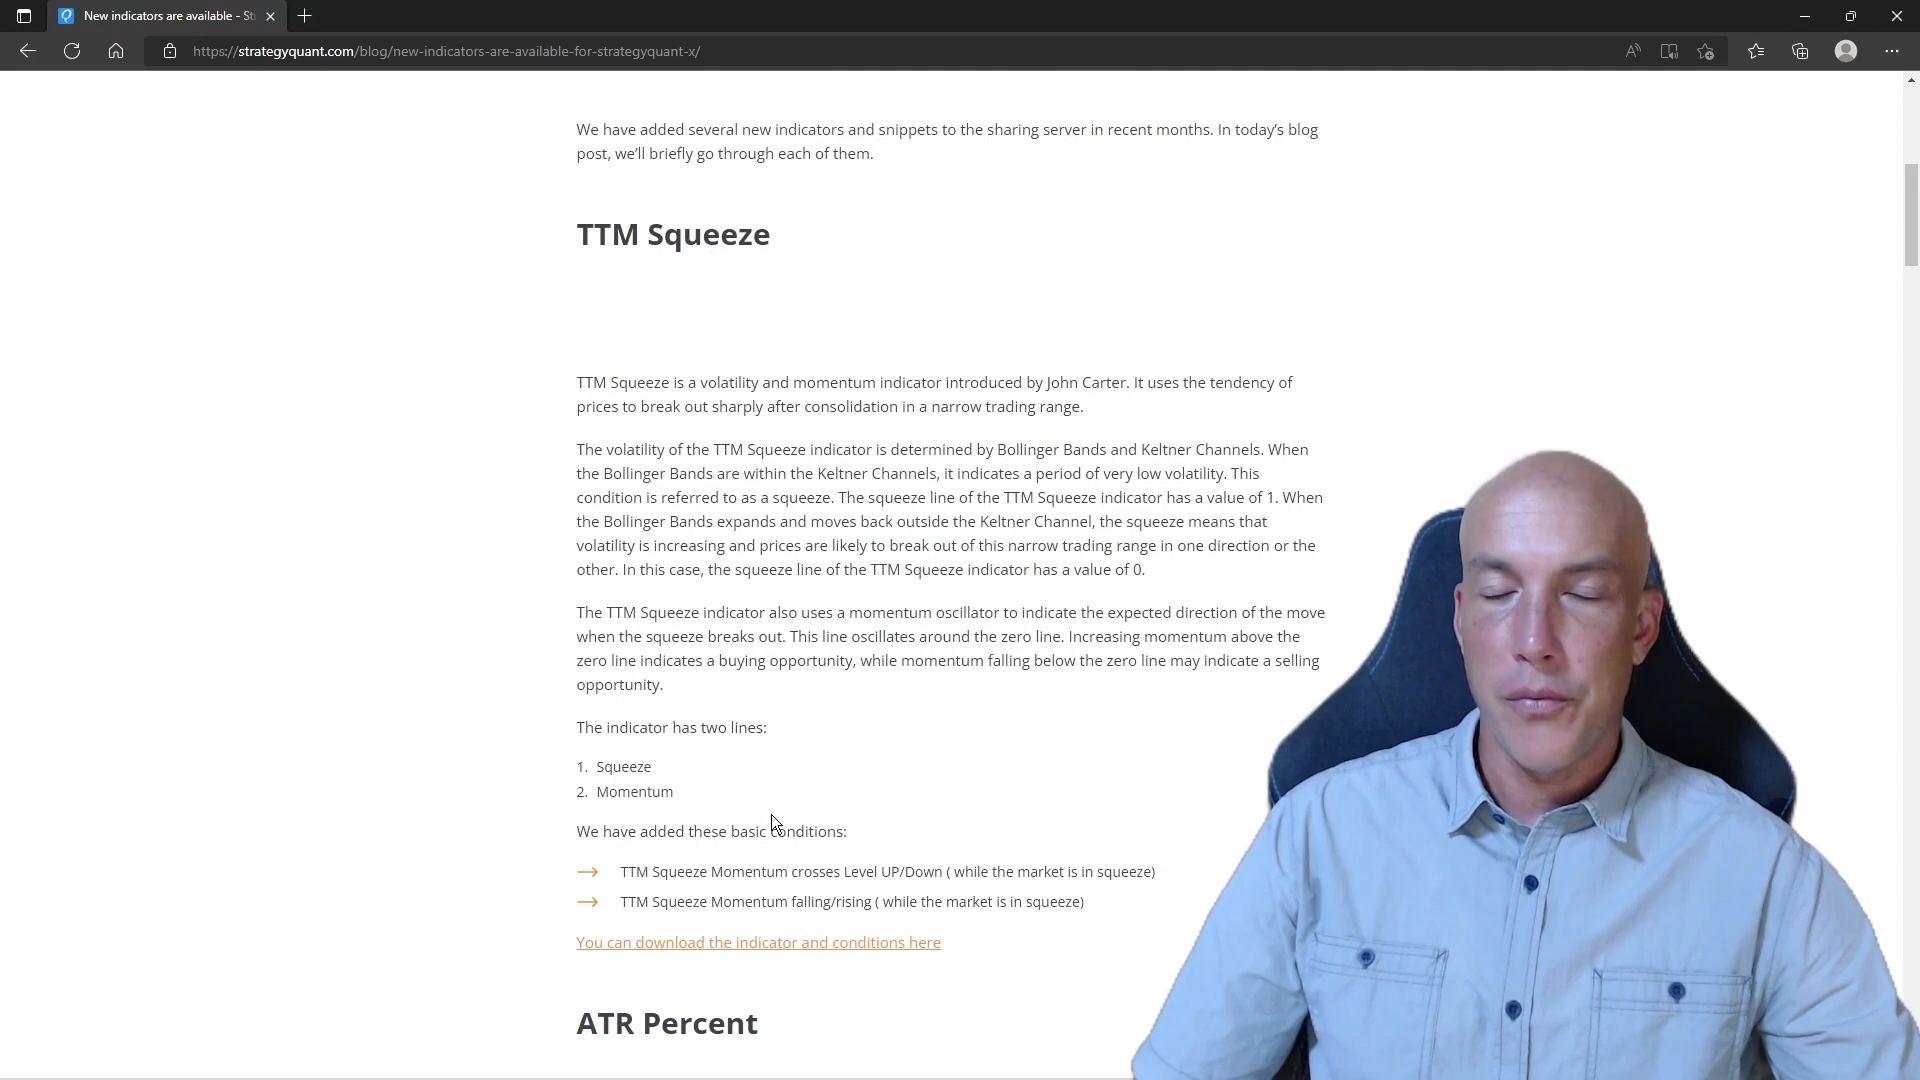 New indicators are available - St
https://strategyquant.com/blog/new-indicators-are-available-for-strategyquant-x/
We have added several new indicators and snippets to the sharing server in recent months. In today's blog
post, we'll briefly go through each of them.
TTM Squeeze
TTM Squeeze is a volatility and momentum indicator introduced by John Carter. It uses the tendency of
prices to break out sharply after consolidation in a narrow trading range.
The volatility of the TTM Squeeze indicator is determined by Bollinger Bands and Keltner Channels. When
the Bollinger Bands are within the Keltner Channels, it indicates a period of very low volatility. This
condition is referred to as a squeeze. The squeeze line of the TTM Squeeze indicator has a value of 1. When
the Bollinger Bands expands and moves back outside the Keltner Channel, the squeeze means that
volatility is increasing and prices are likely to break out of this narrow trading range in one direction or the
other. In this case, the squeeze line of the TTM Squeeze indicator has a value of 0.
The TTM Squeeze indicator also uses a momentum oscillator to indicate the expected direction of the move
when the squeeze breaks out. This line oscillates around the zero line. Increasing momentum above the
zero line indicates a buying opportunity, while momentum falling below the zero line may indicate a selling
opportunity.
The indicator has two lines:
1. Squeeze
2. Momentum
We have added these basic conditions:
TTM Squeeze Momentum crosses Level UP/Down ( while the market is in squeeze)
TTM Squeeze Momentum falling/rising ( while the market is in squeeze)
You can download the indicator and conditions here
ATR Percent